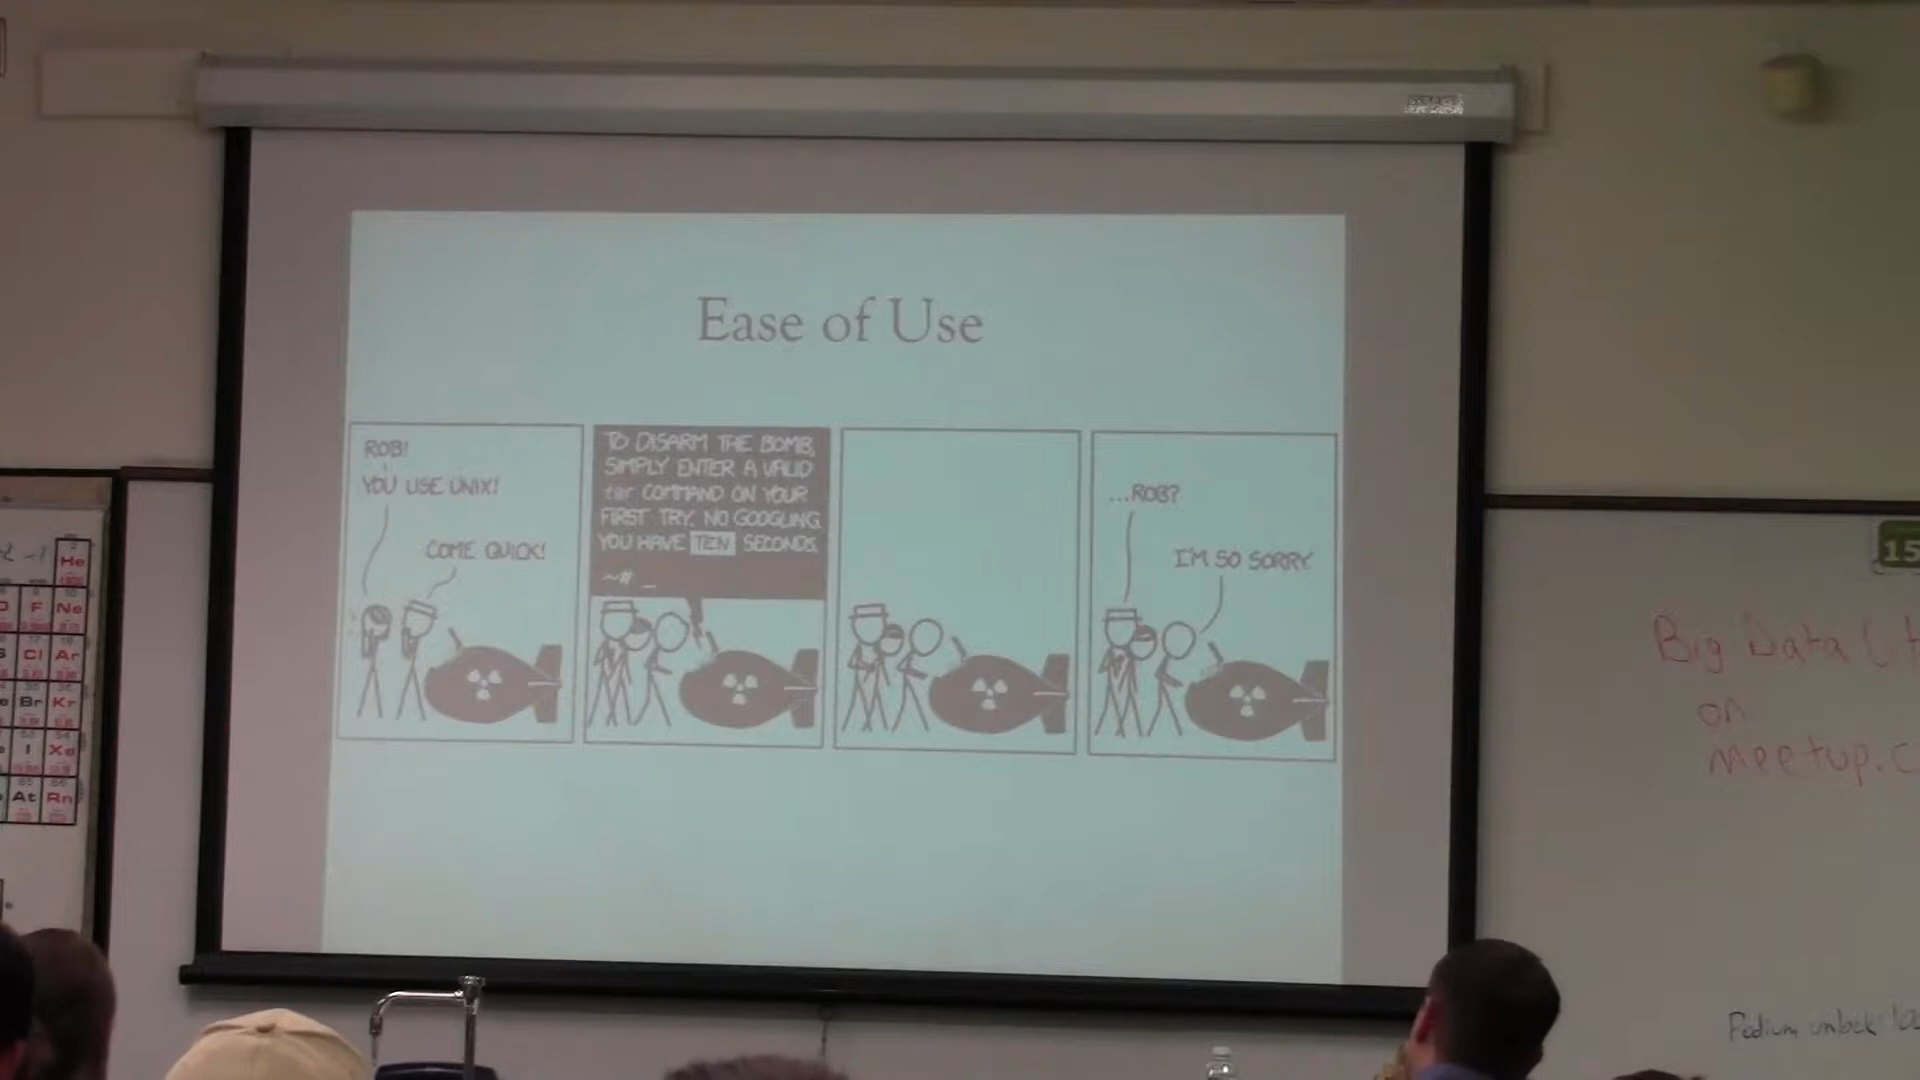 Ease of Use
ROB!
YOU USE UNIX!
COME QUICK!
TO DISARM THE BOMB,
SIMPLY ENTER A VALID
tar COMMAND ON YOUR
FIRST TRY. NO GOOGLING.
YOU HAVE TEN SECONDS.
~# _
...ROB?
I'M SO SORRY.
He
F Ne
Cl Ar
Br Kr
I Xe
At Rn
15
Big Data
on
meetup.c
Podium unlock: